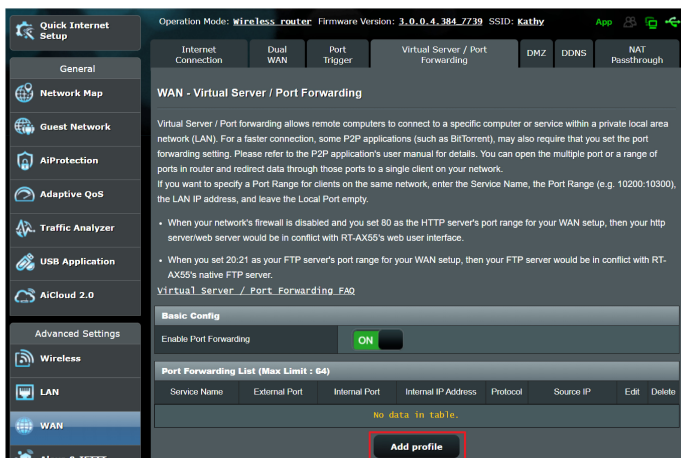 Quick Internet
Setup
General
Network Map
Guest Network
AiProtection
Adaptive QoS
Traffic Analyzer
USB Application
AiCloud 2.0
Advanced Settings
Wireless
LAN
WAN
Operation Mode: Wireless router Firmware Version: 3.0.0.4.384_7739 SSID: Kathy
App
Internet
Connection
Dual
WAN
Port
Trigger
Virtual Server / Port
Forwarding
DMZ
DDNS
NAT
Passthrough
WAN - Virtual Server / Port Forwarding
Virtual Server / Port forwarding allows remote computers to connect to a specific computer or service within a private local area
network (LAN). For a faster connection, some P2P applications (such as BitTorrent), may also require that you set the port
forwarding setting. Please refer to the P2P application's user manual for details. You can open the multiple port or a range of
ports in router and redirect data through those ports to a single client on your network.
If you want to specify a Port Range for clients on the same network, enter the Service Name, the Port Range (e.g. 10200:10300),
the LAN IP address, and leave the Local Port empty.
• When your network's firewall is disabled and you set 80 as the HTTP server's port range for your WAN setup, then your http
server/web server would be in conflict with RT-AX55's web user interface.
• When you set 20:21 as your FTP server's port range for your WAN setup, then your FTP server would be in conflict with RT-
AX55's native FTP server.
Virtual Server / Port Forwarding FAQ
Basic Config
Enable Port Forwarding ON
Port Forwarding List (Max Limit : 64)
Service Name External Port Internal Port Internal IP Address Protocol Source IP Edit Delete
No data in table.
Add profile